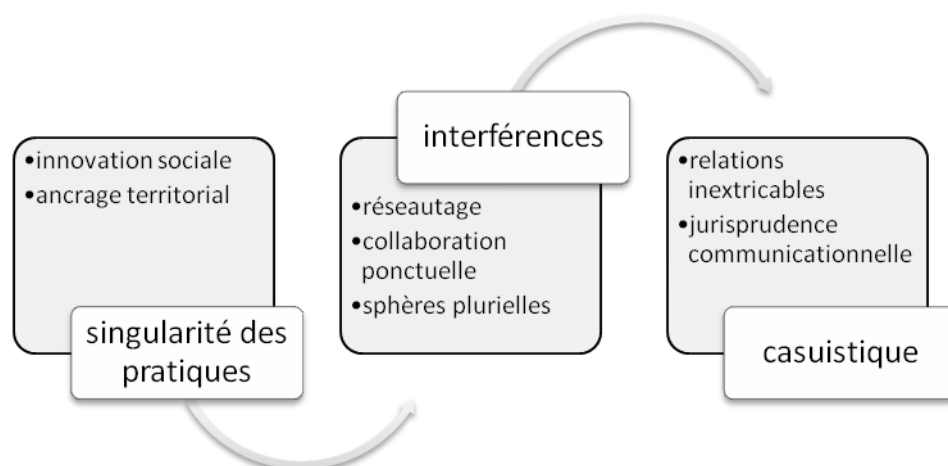 •innovation sociale
•ancrage territorial
singularité des
pratiques
interférences
•réseautage
•collaboration
ponctuelle
•sphères plurielles
•relations
inextricables
•jurisprudence
communicationnelle
casuistique